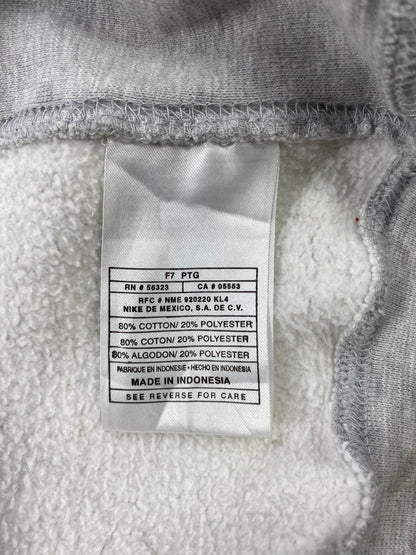 F7 PTG
RN # 56323 CA # 05553
RFC # NME 920220 KL4
NIKE DE MEXICO, S.A. DE C.V.
80% COTTON/ 20% POLYESTER
80% COTON/ 20% POLYESTER
80% ALGODON/ 20% POLYESTER
FABRIQUE EN INDONESIE • HECHO EN INDONESIA
MADE IN INDONESIA
SEE REVERSE FOR CARE